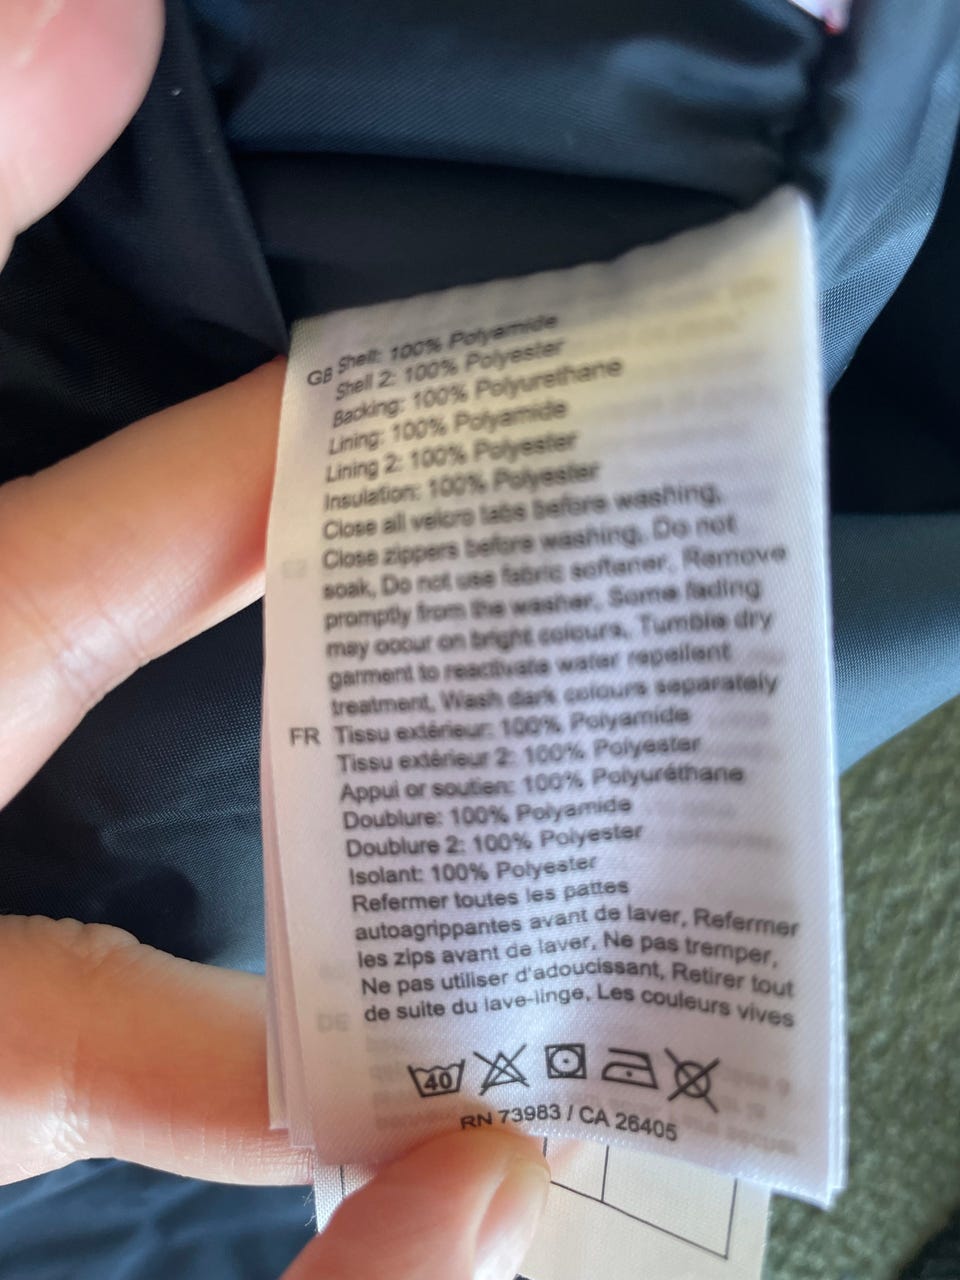 GB Shell: 100% Polyamide
Shell 2: 100% Polyester
Backing: 100% Polyurethane
Lining: 100% Polyamide
Lining 2: 100% Polyester
Insulation: 100% Polyester
Close all velcro tabs before washing,
Close zippers before washing, Do not
soak, Do not use fabric softener, Remove
promptly from the washer, Some fading
may occur on bright colours, Tumble dry
garment to reactivate water repellent
treatment, Wash dark colours separately
FR Tissu extérieur: 100% Polyamide
Tissu extérieur 2: 100% Polyester
Appui or soutien: 100% Polyuréthane
Doublure: 100% Polyamide
Doublure 2: 100% Polyester
Isolant: 100% Polyester
Refermer toutes les pattes
autoagrippantes avant de laver, Refermer
les zips avant de laver, Ne pas tremper,
Ne pas utiliser d'adoucissant, Retirer tout
de suite du lave-linge, Les couleurs vives
40
RN 73983 / CA 26405